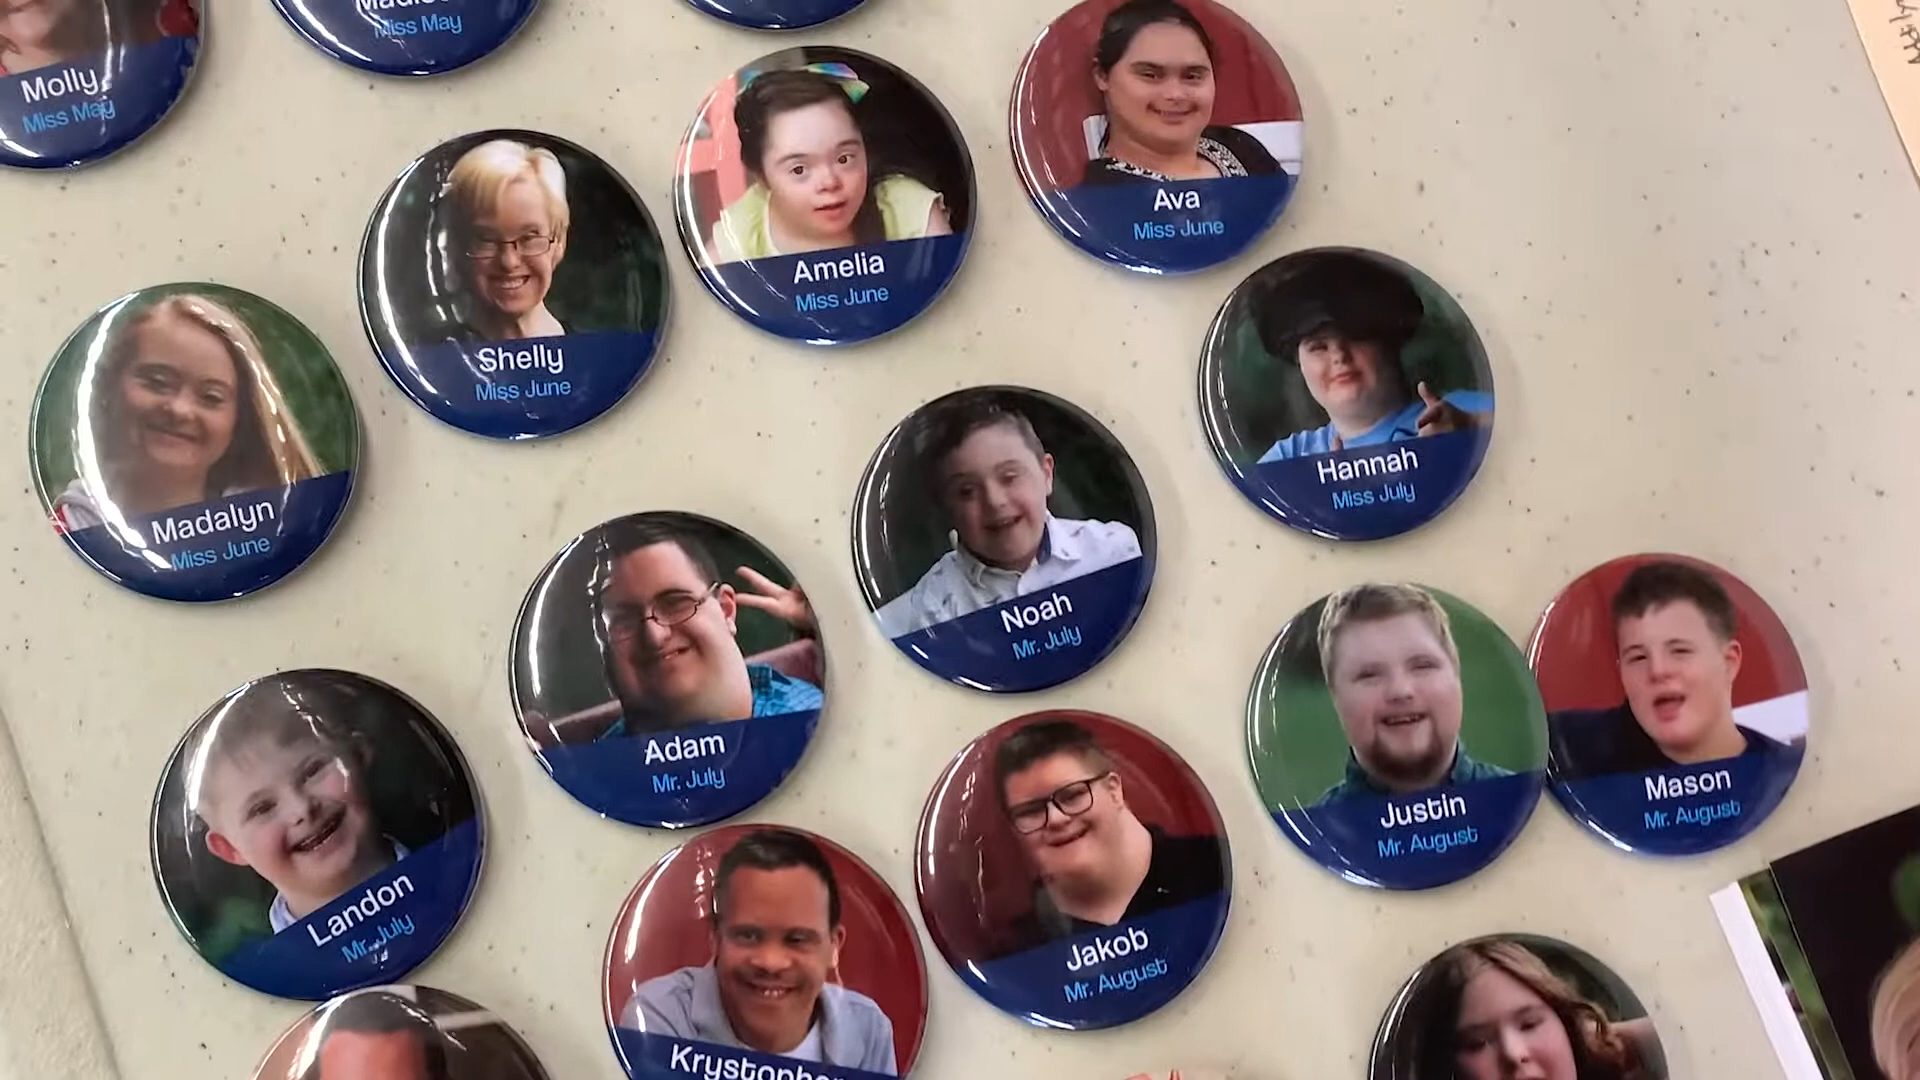 Molly
Miss May
Miss May
Amelia
Miss June
Ava
Miss June
Shelly
Miss June
Hannah
Miss July
Madalyn
Miss June
Noah
Mr. July
Adam
Mr. July
Justin
Mr. August
Mason
Mr. August
Landon
Mr. July
Jakob
Mr. August